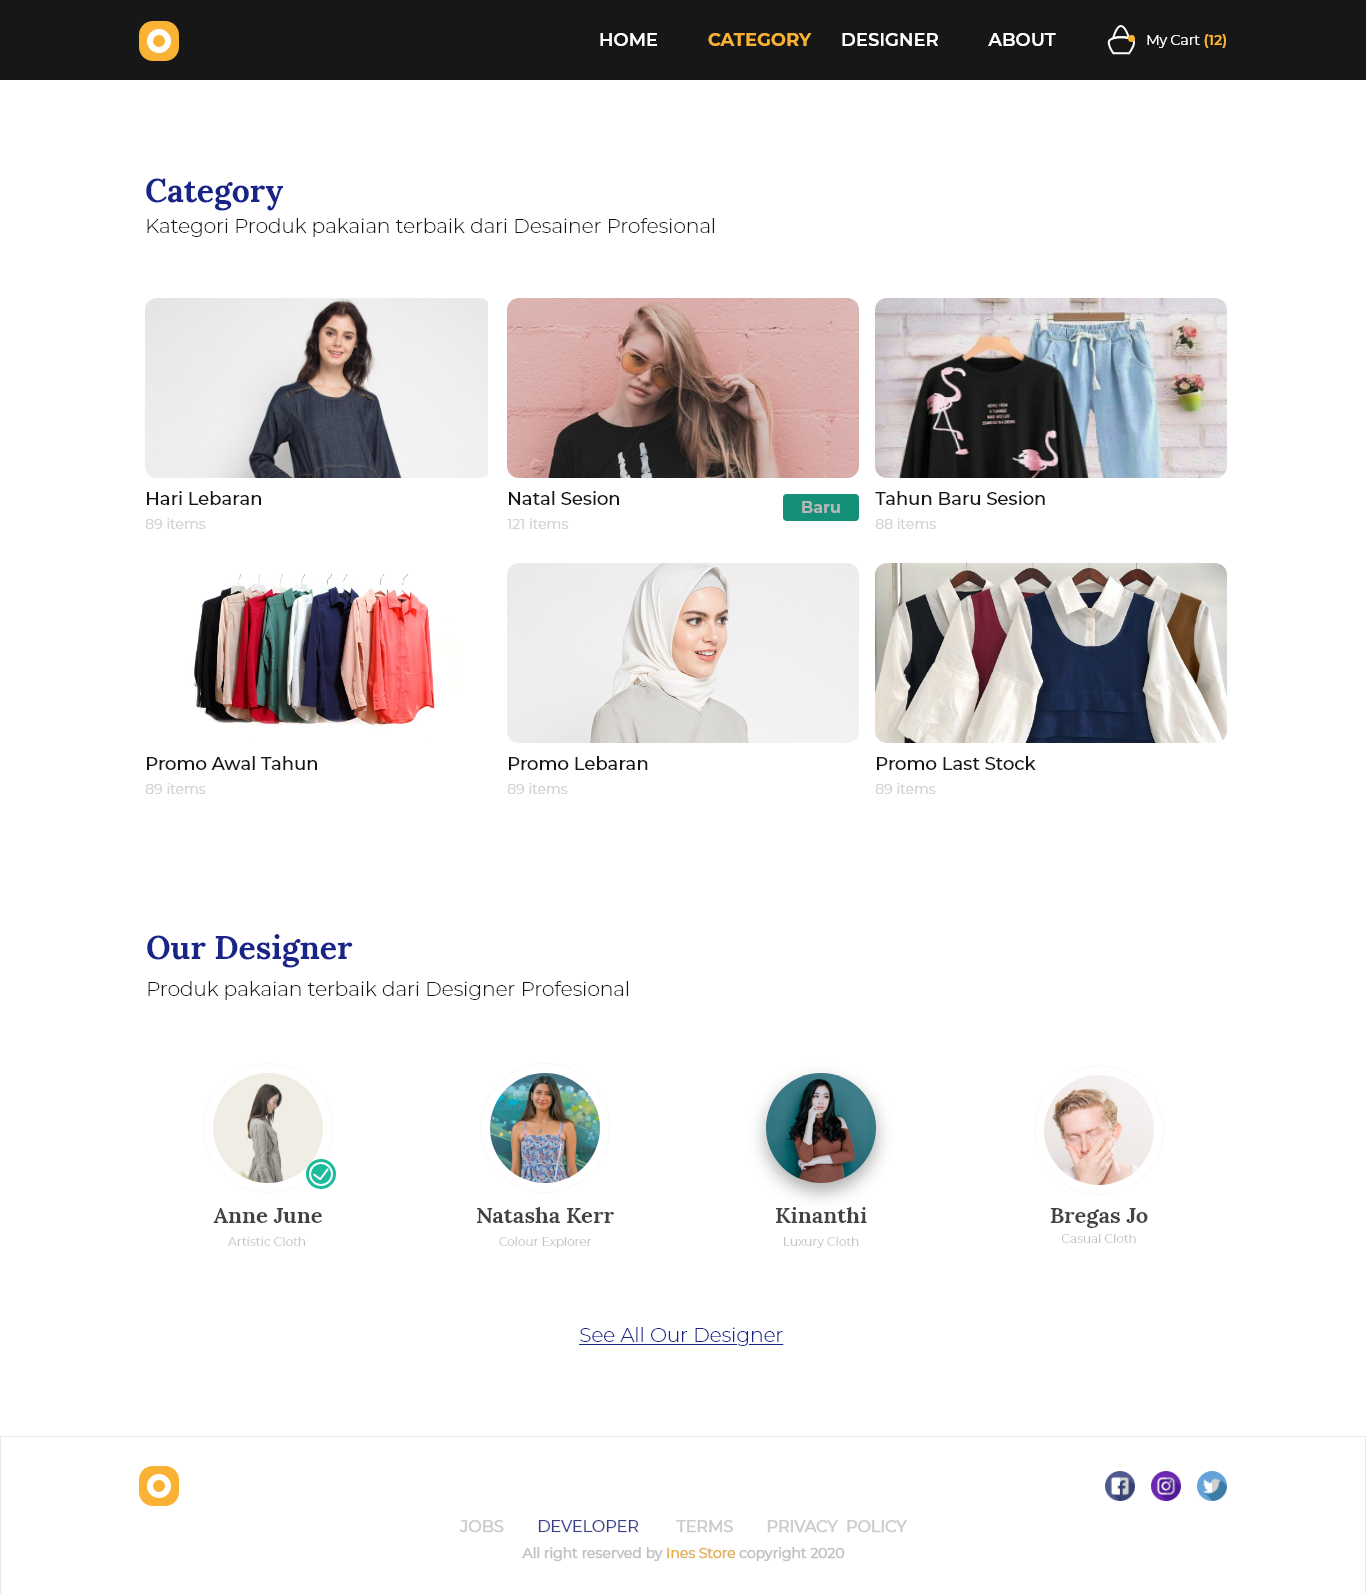 HOME CATEGORY DESIGNER ABOUT My Cart (12)
Category
Kategori Produk pakaian terbaik dari Desainer Profesional
Hari Lebaran
89 items
Natal Sesion
121 items
Baru
Tahun Baru Sesion
88 items
Promo Awal Tahun
89 items
Promo Lebaran
89 items
Promo Last Stock
89 items
Our Designer
Produk pakaian terbaik dari Designer Profesional
Anne June
Artistic Cloth
Natasha Kerr
Colour Explorer
Kinanthi
Luxury Cloth
Bregas Jo
Casual Cloth
See All Our Designer
JOBS DEVELOPER TERMS PRIVACY POLICY
All right reserved by Ines Store copyright 2020